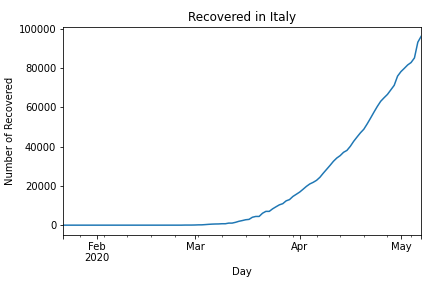 Recovered in Italy
100000
80000
60000
40000
20000
0
Number of Recovered
Feb
2020
Mar
Apr
May
Day